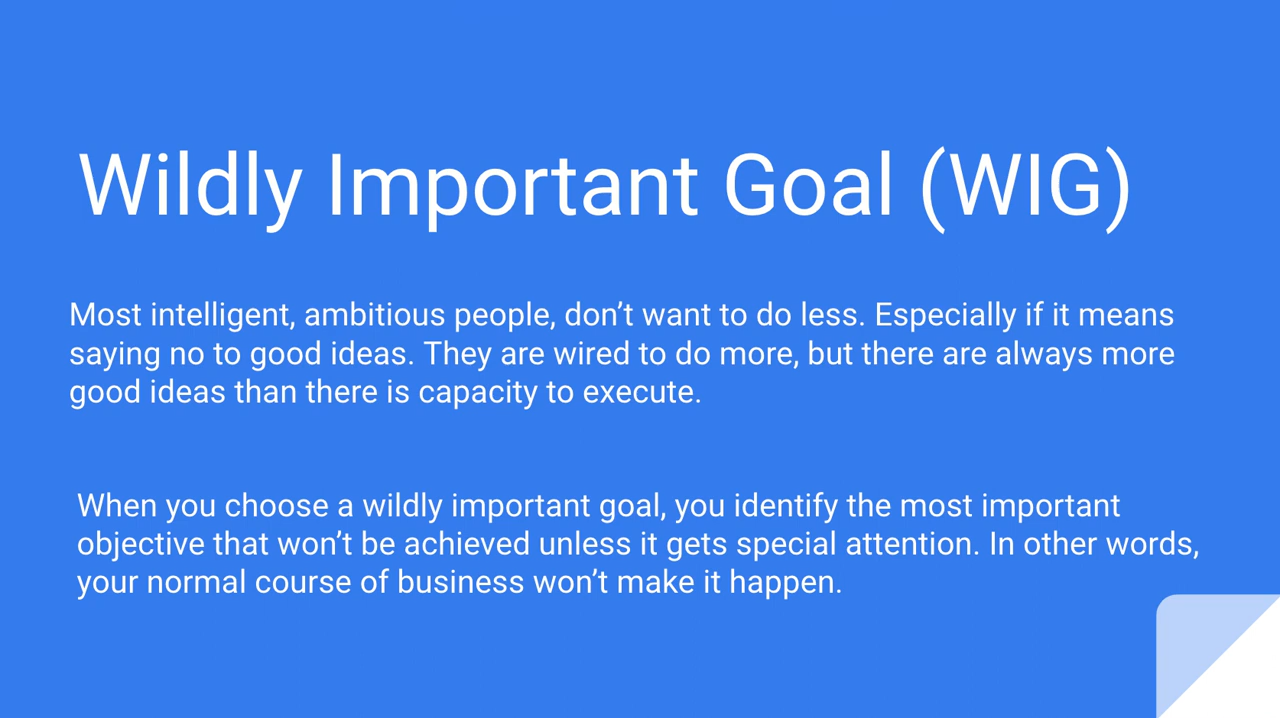 Wildly Important Goal (WIG)
Most intelligent, ambitious people, don’t want to do less. Especially if it means
saying no to good ideas. They are wired to do more, but there are always more
good ideas than there is capacity to execute.
When you choose a wildly important goal, you identify the most important
objective that won’t be achieved unless it gets special attention. In other words,
your normal course of business won’t make it happen.